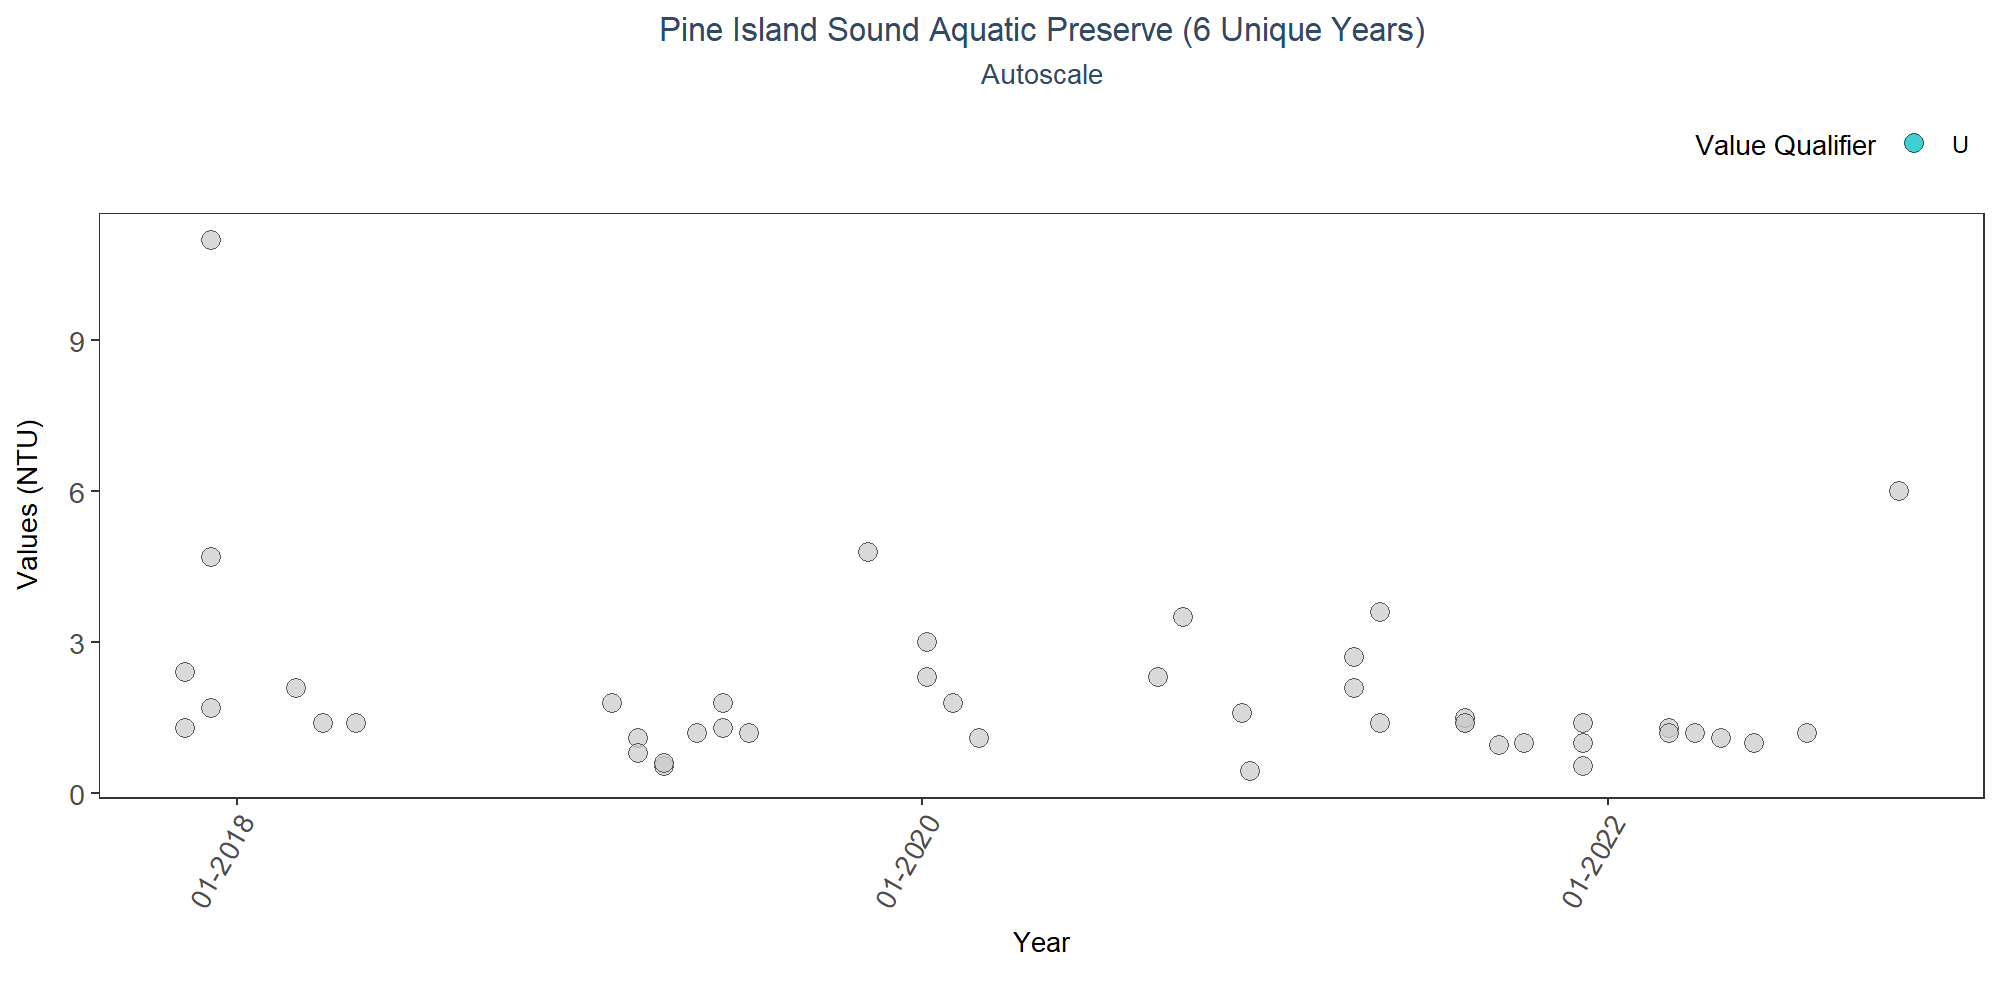 Pine Island Sound Aquatic Preserve (6 Unique Years)
Autoscale
Value Qualifier U
Values (NTU)
9
6
3
0
01-2018 01-2020 01-2022
Year